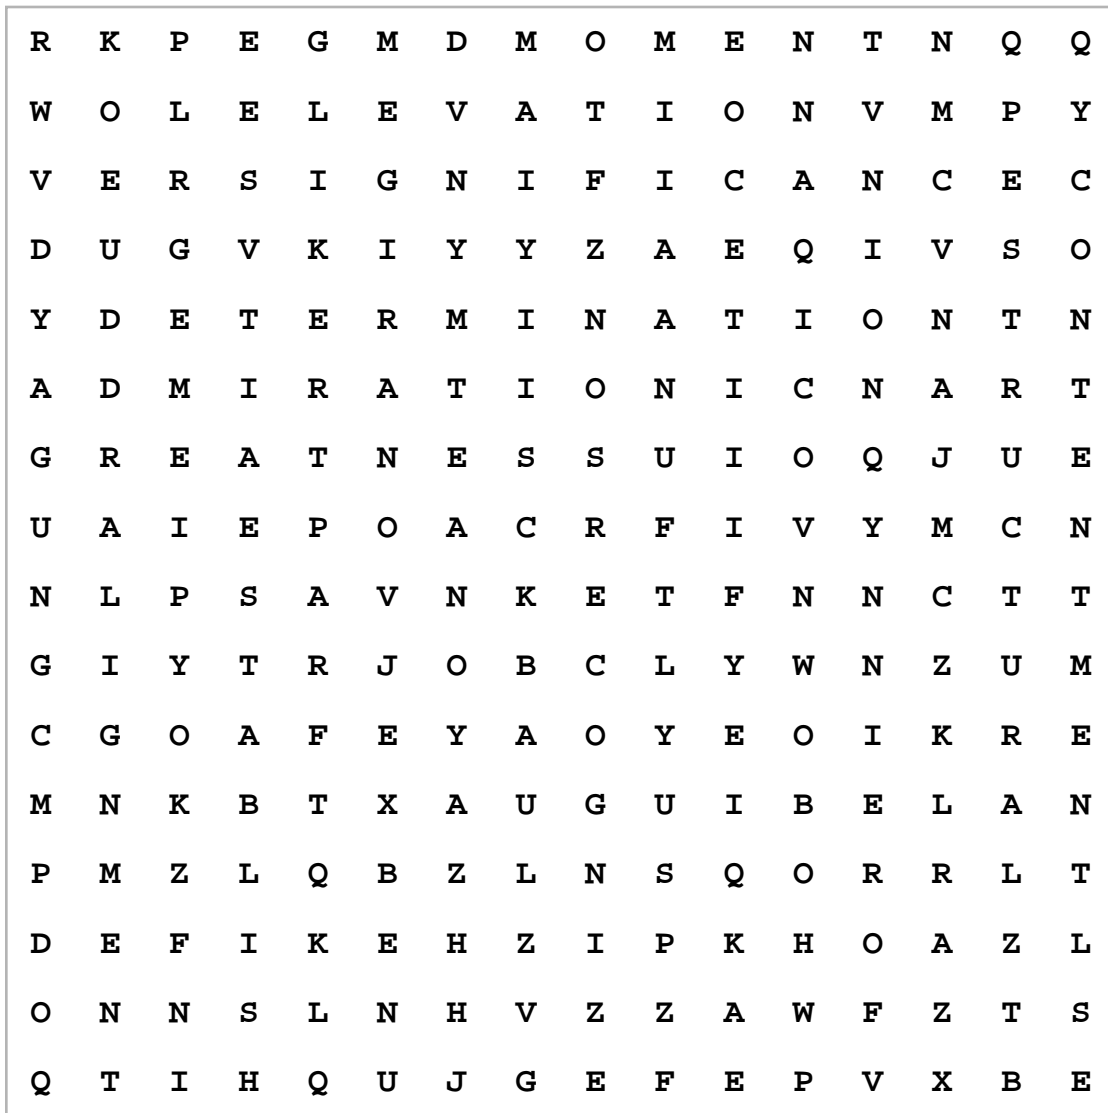 R K P E G M D M O M E N T N Q Q
W O L E L E V A T I O N V M P Y
V E R S I G N I F I C A N C E C
D U G V K I Y Y Z A E Q I V S O
Y D E T E R M I N A T I O N T N
A D M I R A T I O N I C N A R T
G R E A T N E S S U I O Q J U E
U A I E P O A C R F I V Y M C N
N L P S A V N K E T F N N C T T
G I Y T R J O B C L Y W N Z U M
C G O A F E Y A O Y E O I K R E
M N K B T X A U G U I B E L A N
P M Z L Q B Z L N S Q O R R L T
D E F I K E H Z I P K H O A Z L
O N N S L N H V Z Z A W F Z T S
Q T I H Q U J G E F E P V X B E